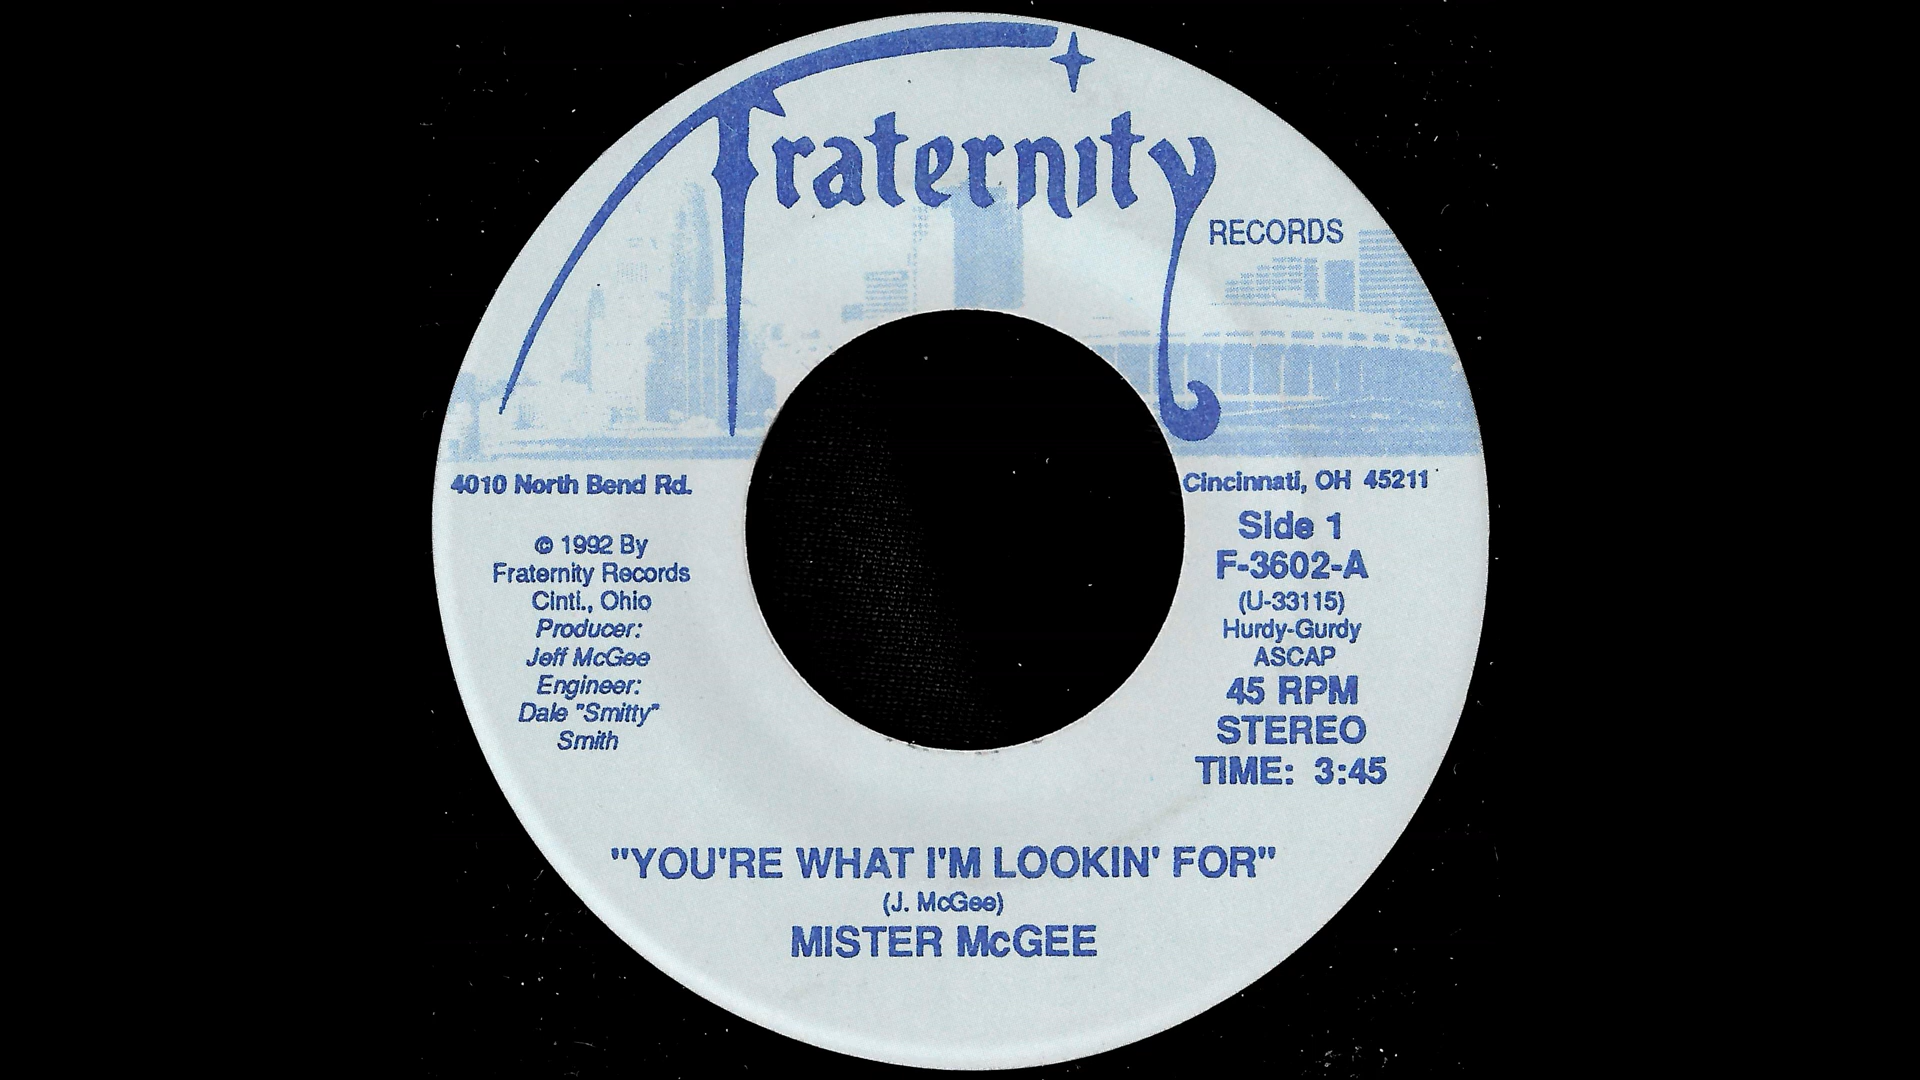 Fraternity
RECORDS
4010 North Bend Rd.
Cincinnati, OH 45211
© 1992 By
Fraternity Records
Cinti., Ohio
Producer:
Jeff McGee
Engineer:
Dale "Smitty"
Smith
Side 1
F-3602-A
(U-33115)
Hurdy-Gurdy
ASCAP
45 RPM
STEREO
TIME: 3:45
"YOU'RE WHAT I'M LOOKIN' FOR"
(J. McGee)
MISTER McGEE